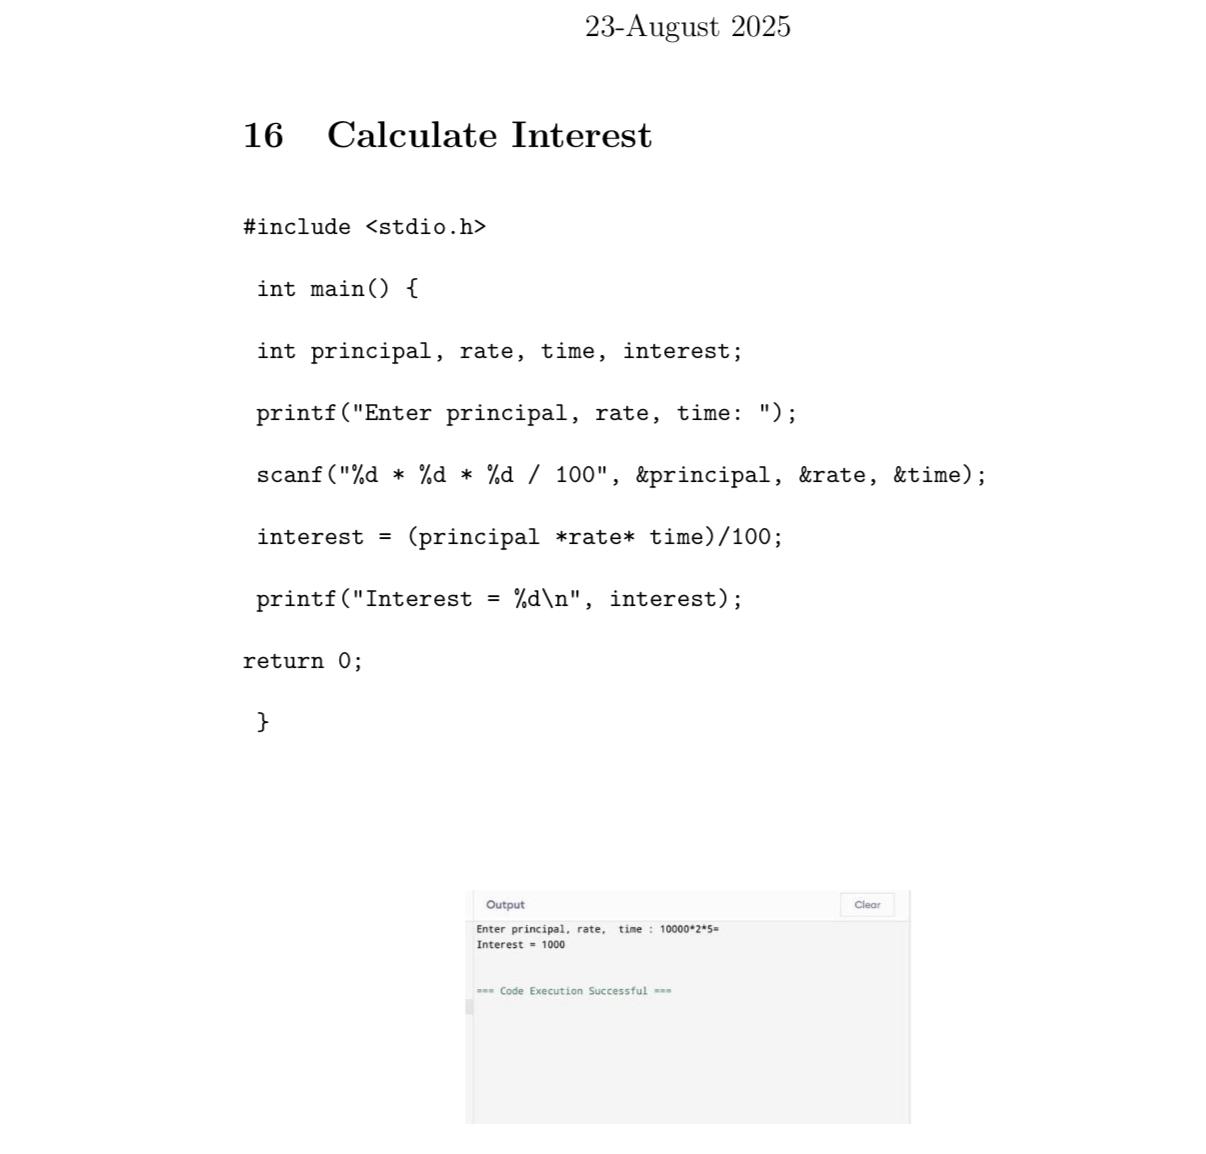 23-August 2025
16 Calculate Interest
#include <stdio.h>
int main() {
int principal, rate, time, interest;
printf("Enter principal, rate, time: ");
scanf("%d * %d * %d / 100", &principal, &rate, &time);
interest = (principal *rate* time)/100;
printf("Interest = %d\n", interest);
return 0;
}
Output Clear
Enter principal, rate, time : 10000*2*5=
Interest = 1000
=== Code Execution Successful ===